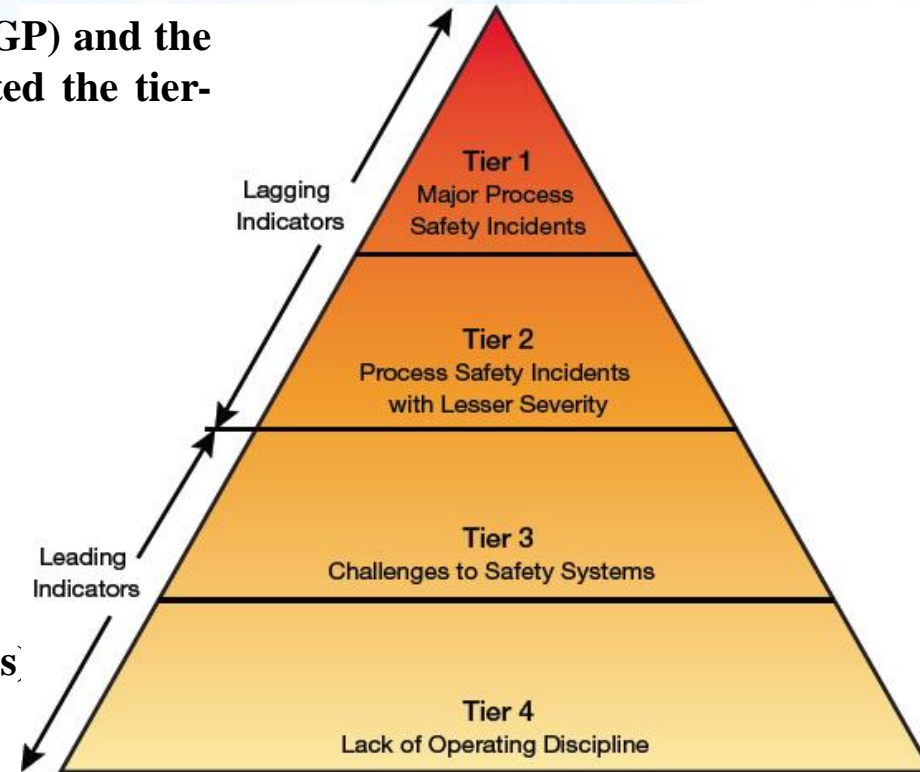 GP) and the
ted the tier-
Tier 1
Major Process
Safety Incidents
Lagging
Indicators
Tier 2
Process Safety Incidents
with Lesser Severity
Tier 3
Challenges to Safety Systems
Leading
Indicators
s)
Tier 4
Lack of Operating Discipline